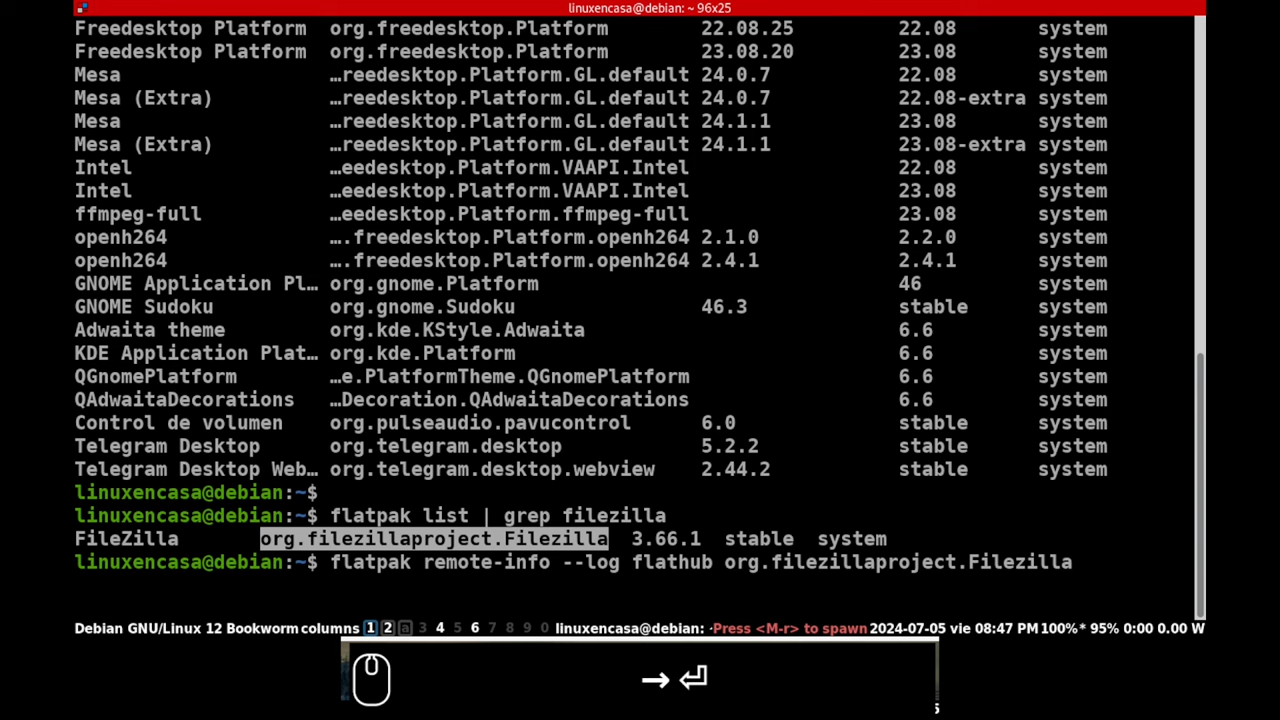 linuxencasa@debian: ~ 96x25
Freedesktop Platform org.freedesktop.Platform 22.08.25 22.08 system
Freedesktop Platform org.freedesktop.Platform 23.08.20 23.08 system
Mesa …reedesktop.Platform.GL.default 24.0.7 22.08 system
Mesa (Extra) …reedesktop.Platform.GL.default 24.0.7 22.08-extra system
Mesa …reedesktop.Platform.GL.default 24.1.1 23.08 system
Mesa (Extra) …reedesktop.Platform.GL.default 24.1.1 23.08-extra system
Intel …eedesktop.Platform.VAAPI.Intel 22.08 system
Intel …eedesktop.Platform.VAAPI.Intel 23.08 system
ffmpeg-full …eedesktop.Platform.ffmpeg-full 23.08 system
openh264 ….freedesktop.Platform.openh264 2.1.0 2.2.0 system
openh264 ….freedesktop.Platform.openh264 2.4.1 2.4.1 system
GNOME Application Pl… org.gnome.Platform 46 system
GNOME Sudoku org.gnome.Sudoku 46.3 stable system
Adwaita theme org.kde.KStyle.Adwaita 6.6 system
KDE Application Plat… org.kde.Platform 6.6 system
QGnomePlatform …e.PlatformTheme.QGnomePlatform 6.6 system
QAdwaitaDecorations …Decoration.QAdwaitaDecorations 6.6 system
Control de volumen org.pulseaudio.pavucontrol 6.0 stable system
Telegram Desktop org.telegram.desktop 5.2.2 stable system
Telegram Desktop Web… org.telegram.desktop.webview 2.44.2 stable system
linuxencasa@debian:~$
linuxencasa@debian:~$ flatpak list | grep filezilla
FileZilla org.filezillaproject.Filezilla 3.66.1 stable system
linuxencasa@debian:~$ flatpak remote-info --log flathub org.filezillaproject.Filezilla
Debian GNU/Linux 12 Bookworm columns 1 2 a 3 4 5 6 7 8 9 0 linuxencasa@debian: Press <M-r> to spawn 2024-07-05 vie 08:47 PM 100%* 95% 0:00 0.00 W
→ ⏎